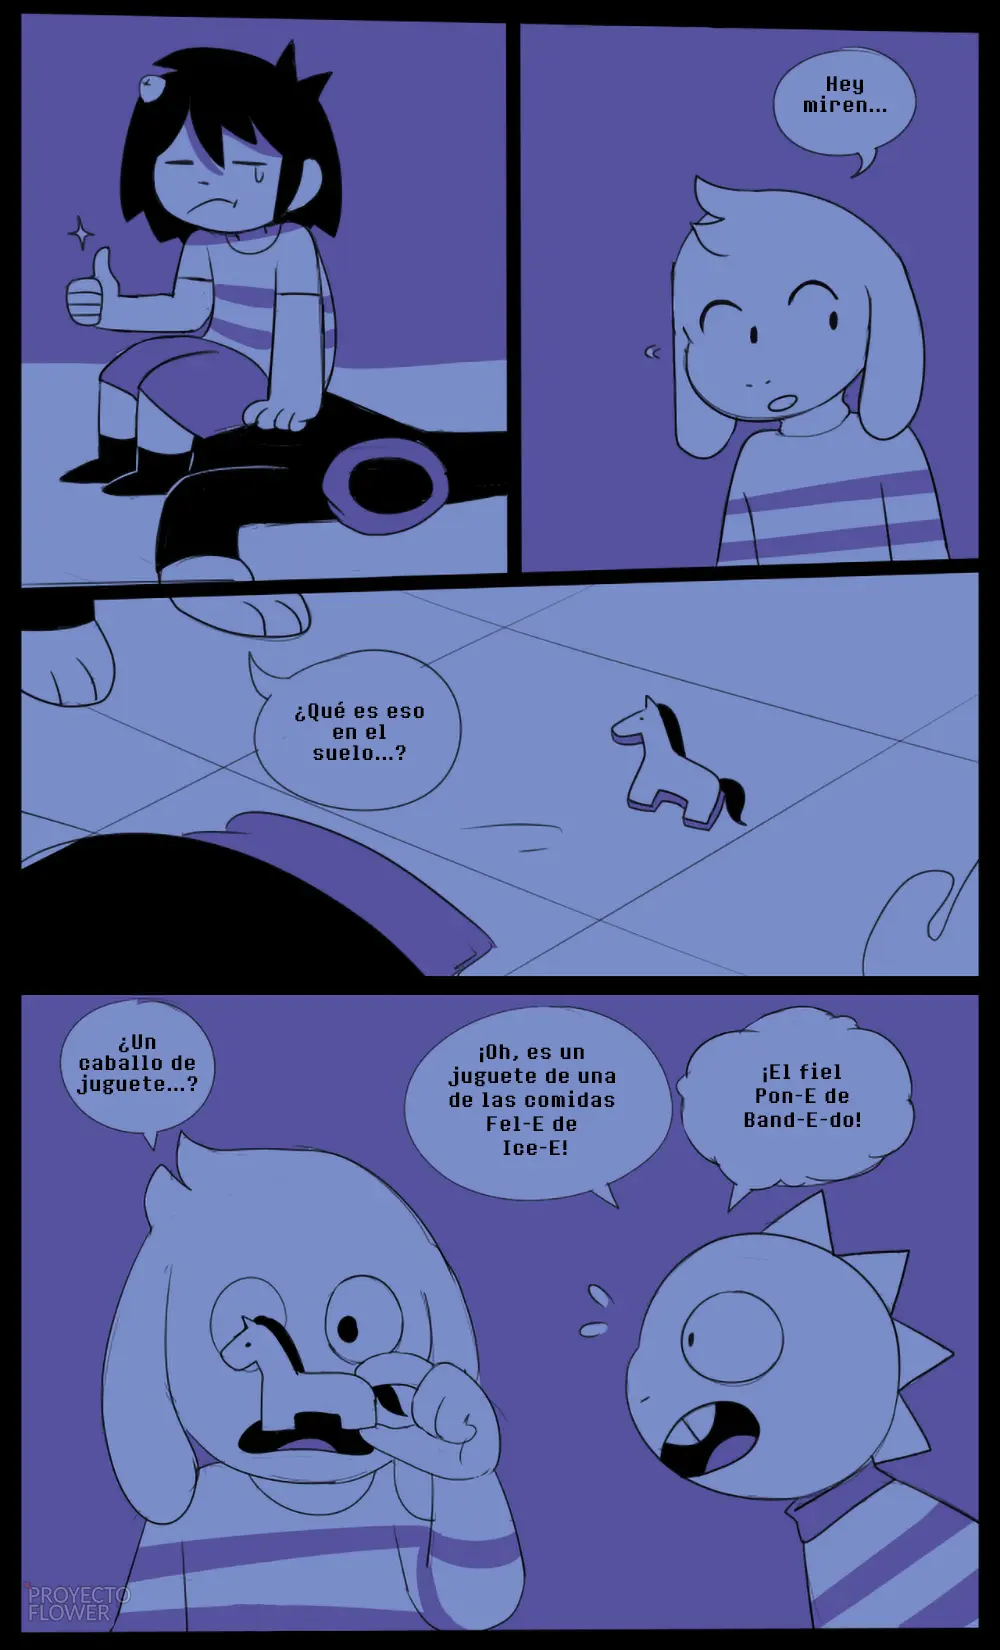 Hey
miren...
¿Qué es eso
en el
suelo...?
¿Un
caballo de
juguete...?
¡Oh, es un
juguete de una
de las comidas
Fel-E de
Ice-E!
¡El fiel
Pon-E de
Band-E-do!
PROYECTO
FLOWER